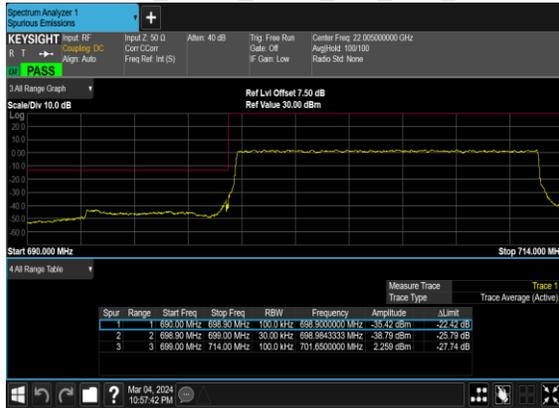 Spectrum Analyzer 1
Spurious Emissions
KEYSIGHT Input: RF Input Z: 50 Ω Atten: 40 dB Trig: Free Run Center Freq: 22.005000000 GHz
R T Coupling: DC Corr CCorr Gate: Off Avg|Hold: 100/100
Align: Auto Freq Ref: Int (S) IF Gain: Low Radio Std: None
PASS
3 All Range Graph
Ref Lvl Offset 7.50 dB
Scale/Div 10.0 dB Ref Value 30.00 dBm
Log
20.0
10.0
0.00
-10.0
-20.0
-30.0
-40.0
-50.0
-60.0
Start 690.000 MHz Stop 714.000 MH
4 All Range Table
Measure Trace Trace 1
Trace Type Trace Average (Active)
Spur Range Start Freq Stop Freq RBW Frequency Amplitude ΔLimit
1 1 690.00 MHz 698.90 MHz 100.0 kHz 698.9000000 MHz -35.42 dBm -22.42 dB
2 2 698.90 MHz 699.00 MHz 30.00 kHz 698.9843333 MHz -38.79 dBm -25.79 dB
3 3 699.00 MHz 714.00 MHz 100.0 kHz 701.6500000 MHz 2.259 dBm -27.74 dB
Mar 04, 2024
10:57:42 PM